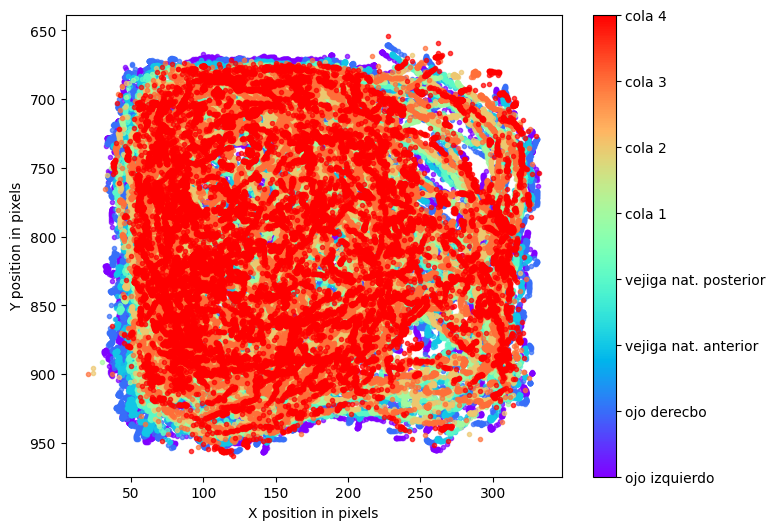 650
700
750
800
850
900
950
Y position in pixels
50
100
150
200
250
300
X position in pixels
cola 4
cola 3
cola 2
cola 1
vejiga nat. posterior
vejiga nat. anterior
ojo derecbo
ojo izquierdo